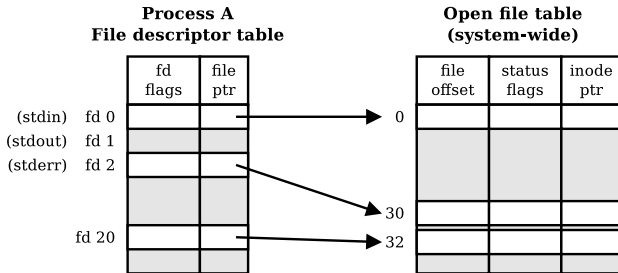 Process A
File descriptor table
Open file table
(system-wide)
fd
flags
file
ptr
file
offset
status
flags
inode
ptr
(stdin) fd 0
0
(stdout) fd 1
(stderr) fd 2
30
fd 20
32